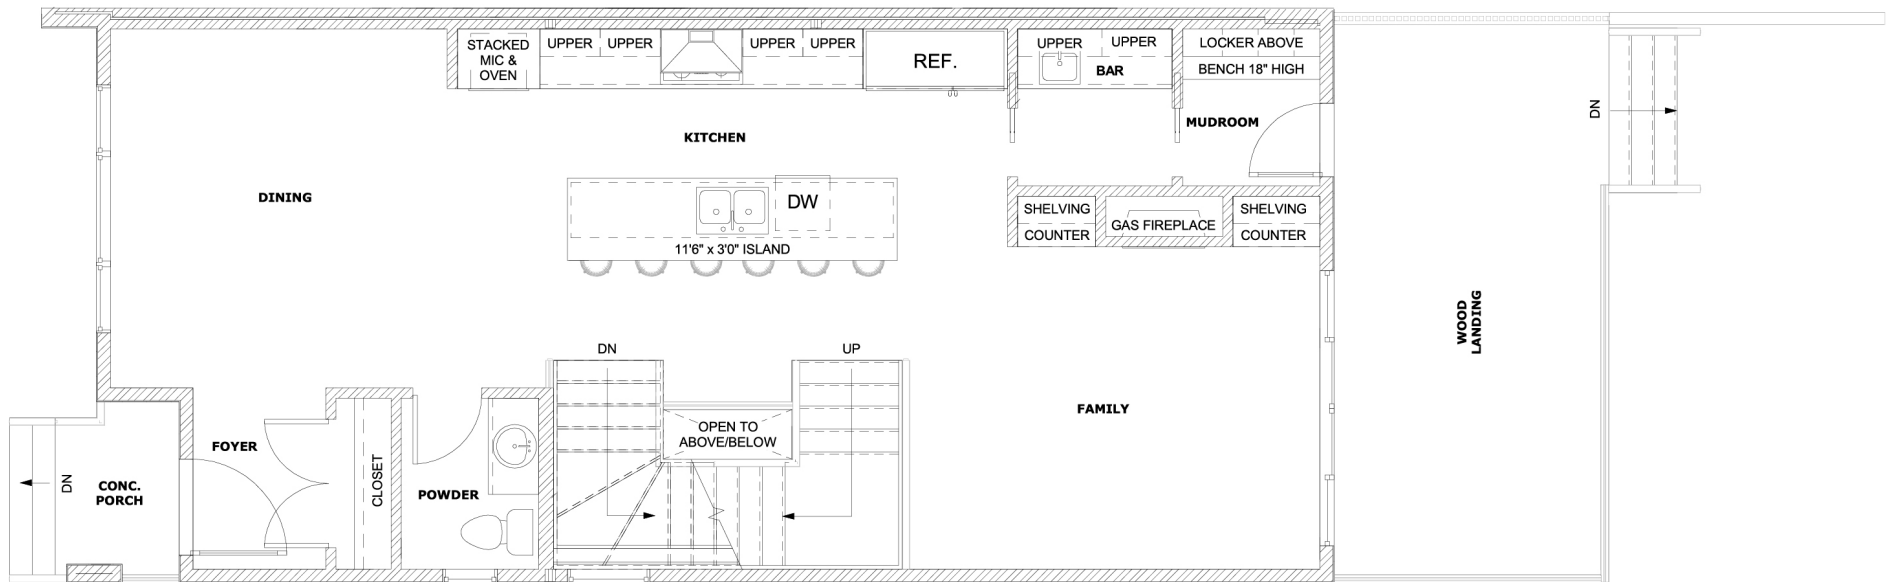 STACKED
MIC &
OVEN
UPPER
UPPER
UPPER
UPPER
REF.
UPPER
UPPER
BAR
LOCKER ABOVE
BENCH 18" HIGH
MUDROOM
DN
KITCHEN
DINING
DW
11'6" x 3'0" ISLAND
SHELVING
COUNTER
GAS FIREPLACE
SHELVING
COUNTER
WOOD
LANDING
DN
UP
OPEN TO
ABOVE/BELOW
FAMILY
FOYER
CLOSET
POWDER
DN
CONC.
PORCH